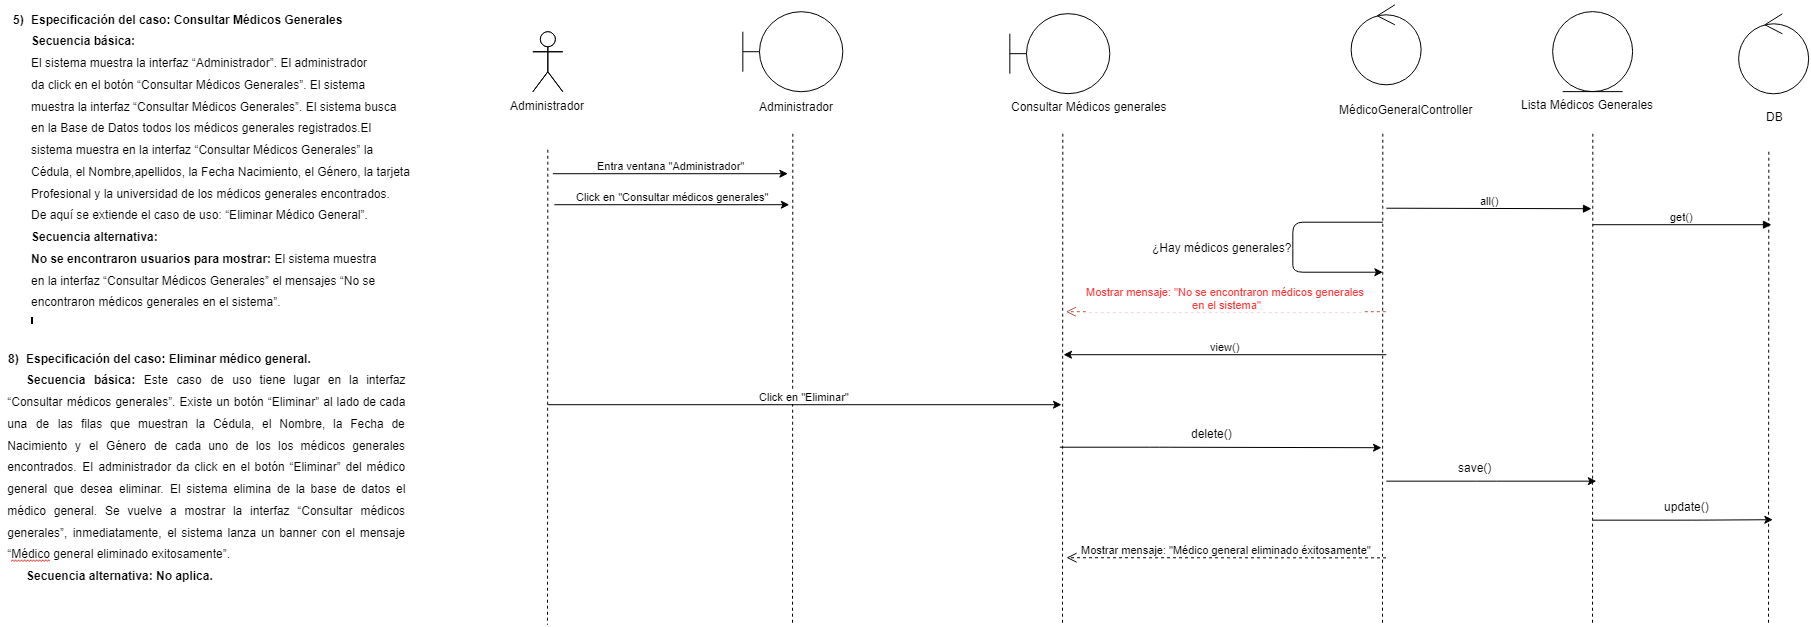 5) Especificación del caso: Consultar Médicos Generales
Secuencia básica:
El sistema muestra la interfaz “Administrador”. El administrador
da click en el botón “Consultar Médicos Generales”. El sistema
muestra la interfaz “Consultar Médicos Generales”. El sistema busca
en la Base de Datos todos los médicos generales registrados.El
sistema muestra en la interfaz “Consultar Médicos Generales” la
Cédula, el Nombre,apellidos, la Fecha Nacimiento, el Género, la tarjeta
Profesional y la universidad de los médicos generales encontrados.
De aquí se extiende el caso de uso: “Eliminar Médico General”.
Secuencia alternativa:
No se encontraron usuarios para mostrar: El sistema muestra
en la interfaz “Consultar Médicos Generales” el mensajes “No se
encontraron médicos generales en el sistema”.
8) Especificación del caso: Eliminar médico general.
Secuencia básica: Este caso de uso tiene lugar en la interfaz
“Consultar médicos generales”. Existe un botón “Eliminar” al lado de cada
una de las filas que muestran la Cédula, el Nombre, la Fecha de
Nacimiento y el Género de cada uno de los los médicos generales
encontrados. El administrador da click en el botón “Eliminar” del médico
general que desea eliminar. El sistema elimina de la base de datos el
médico general. Se vuelve a mostrar la interfaz “Consultar médicos
generales”, inmediatamente, el sistema lanza un banner con el mensaje
“Médico general eliminado exitosamente”.
Secuencia alternativa: No aplica.
Administrador
Administrador
Consultar Médicos generales
MédicoGeneralController
Lista Médicos Generales
DB
Entra ventana "Administrador"
Click en "Consultar médicos generales"
all()
get()
¿Hay médicos generales?
Mostrar mensaje: "No se encontraron médicos generales
en el sistema"
view()
Click en "Eliminar"
delete()
save()
update()
Mostrar mensaje: "Médico general eliminado éxitosamente"